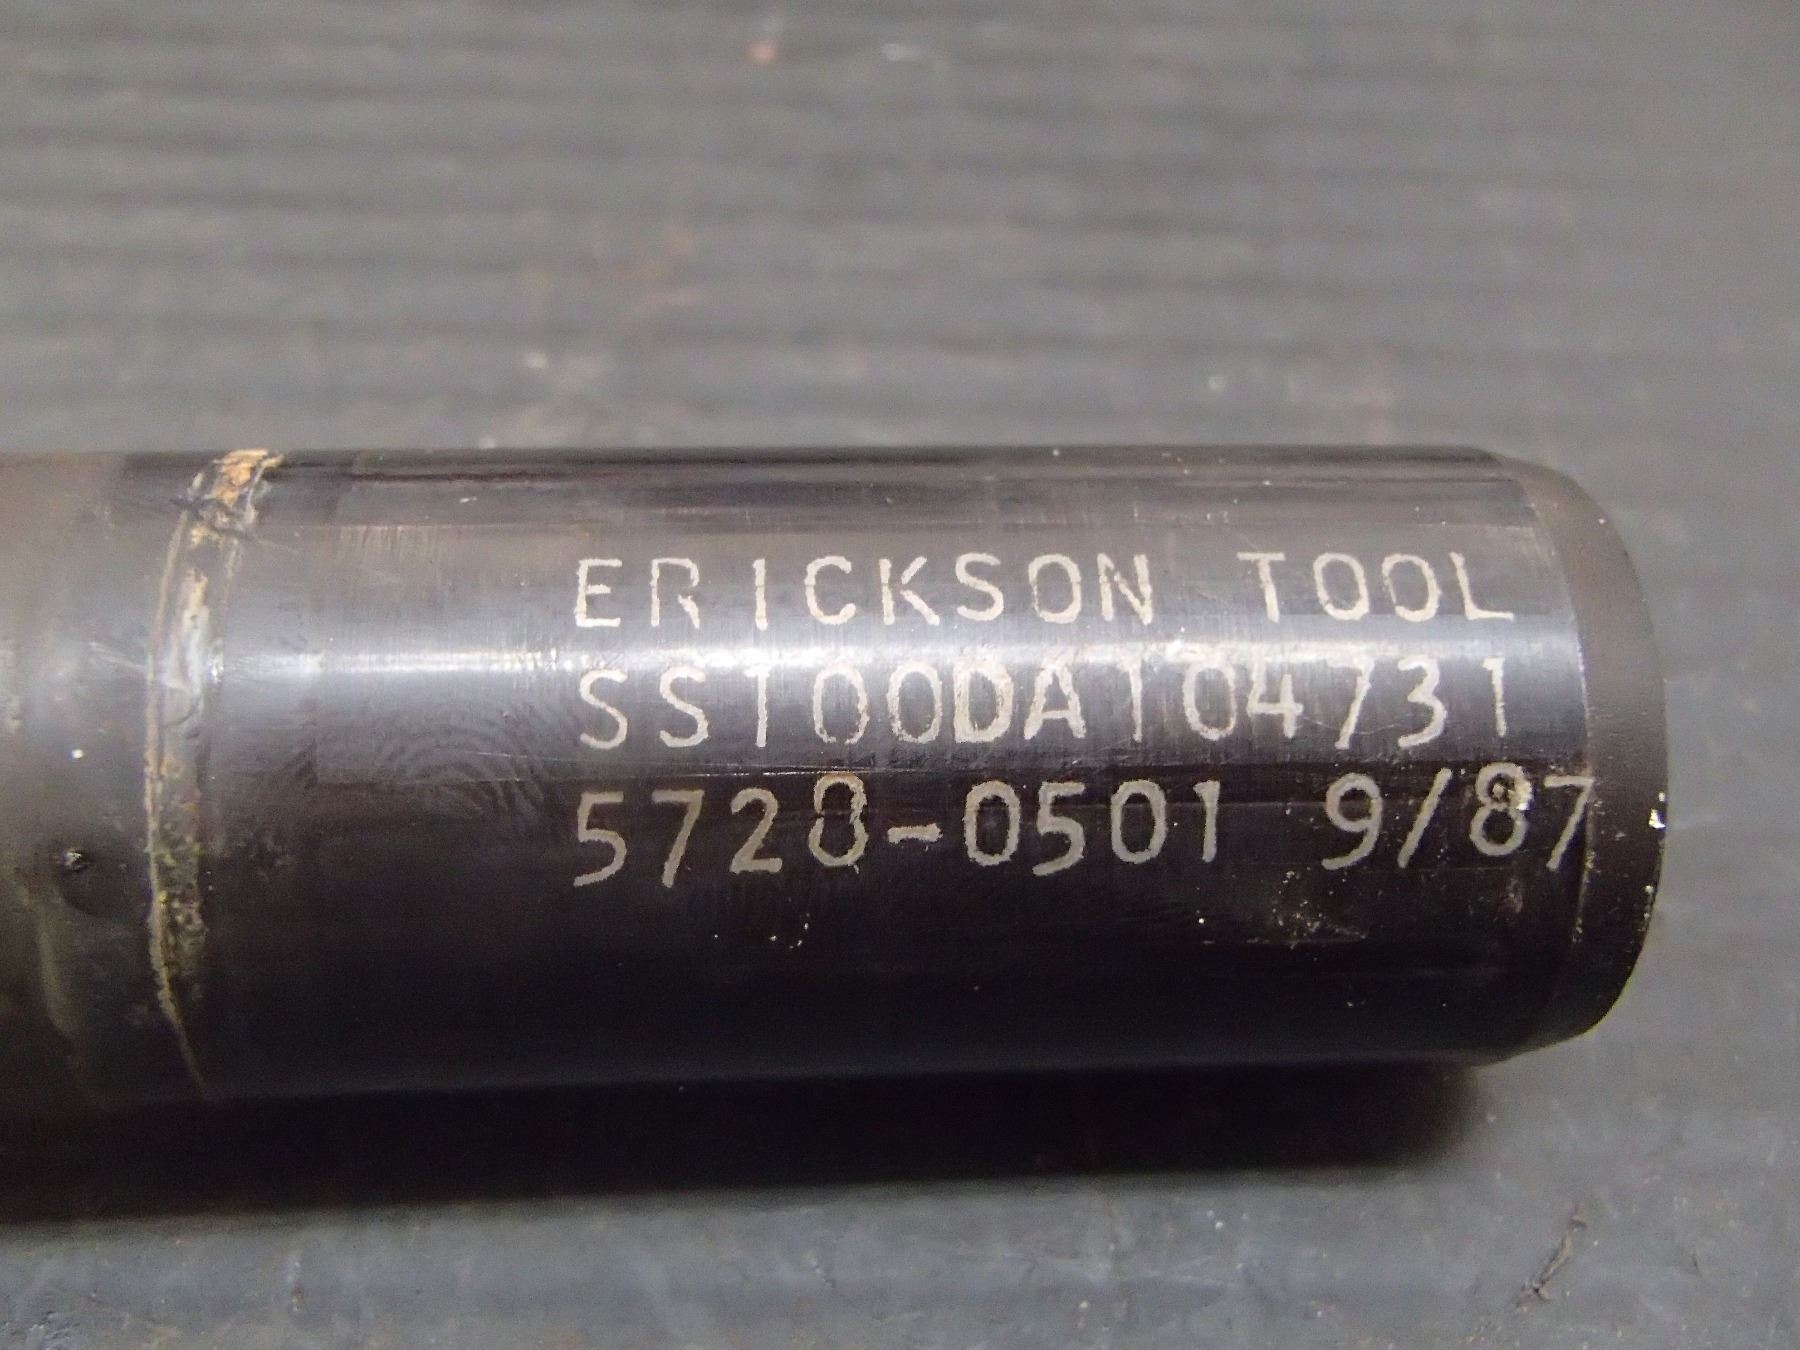 ERICKSON TOOL
SS100DA104731
5728-0501 9/87